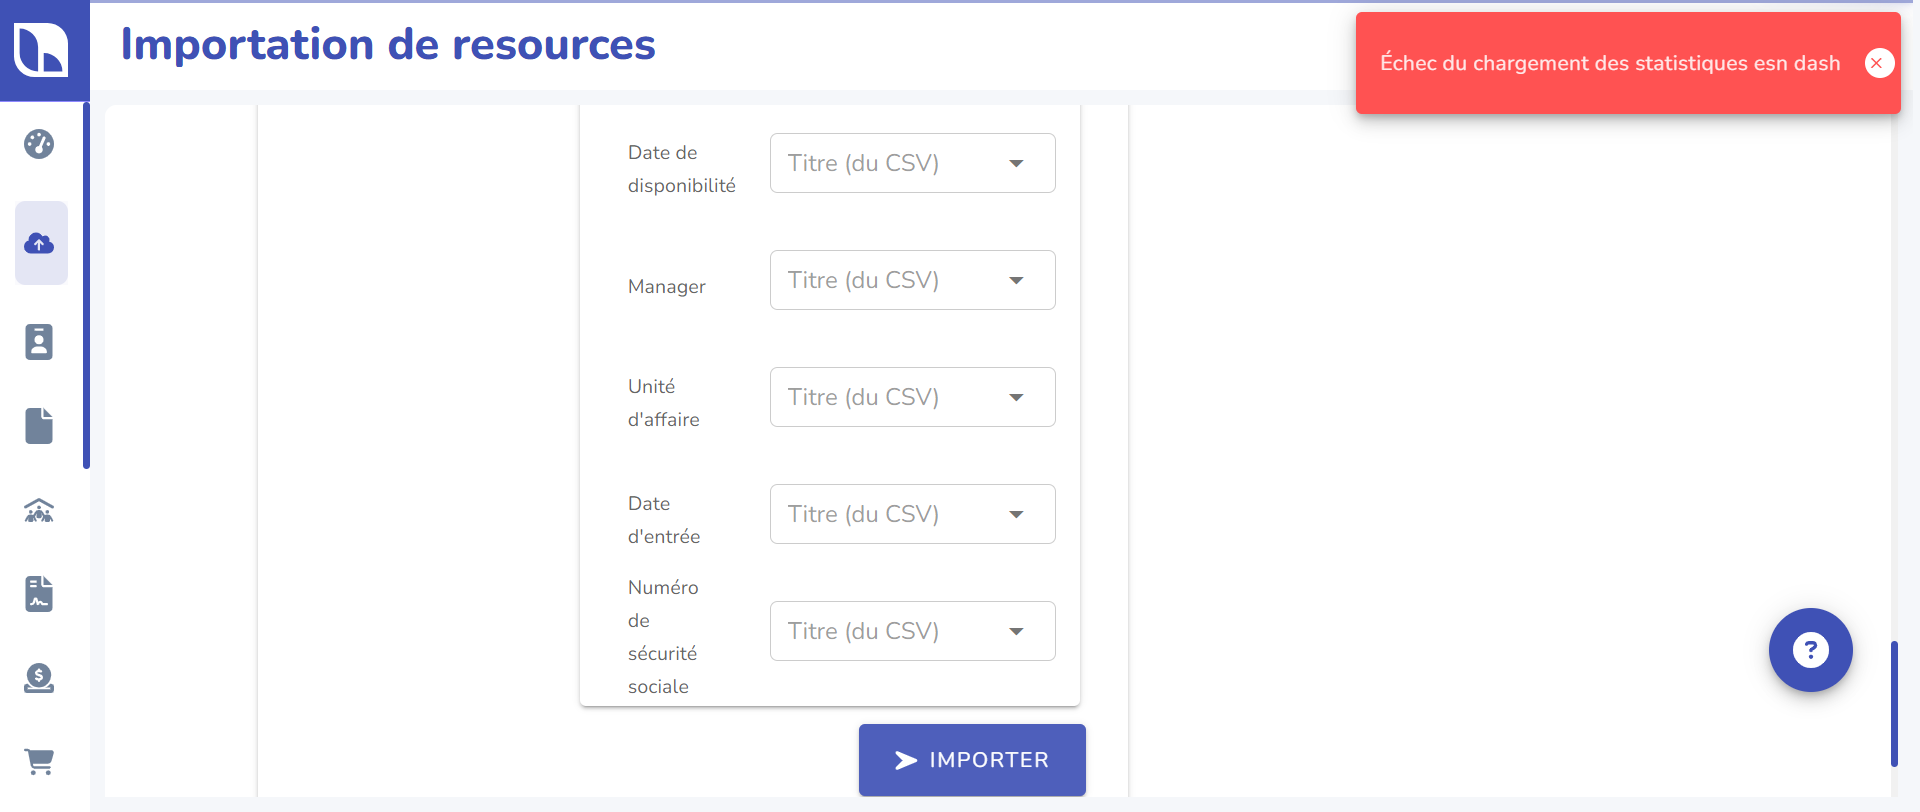 Importation de resources
Échec du chargement des statistiques esn dash
Date de
disponibilité
Titre (du CSV)
Manager
Titre (du CSV)
Unité
d'affaire
Titre (du CSV)
Date
d'entrée
Titre (du CSV)
Numéro
de
sécurité
sociale
Titre (du CSV)
IMPORTER